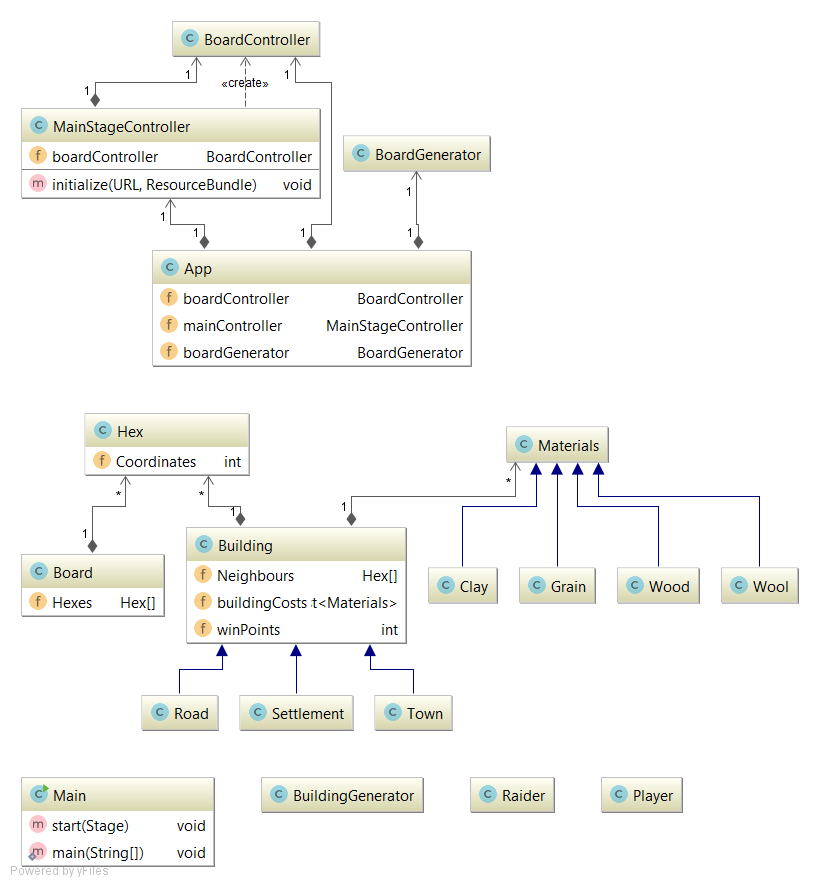 BoardController
1
1
1
«create»
MainStageController
boardController BoardController
initialize(URL, ResourceBundle) void
BoardGenerator
1
1
1
1
1
App
boardController BoardController
mainController MainStageController
boardGenerator BoardGenerator
Hex
Coordinates int
Materials
*
*
*
1
1
1
Board
Hexes Hex[]
Building
Neighbours Hex[]
buildingCosts :t<Materials>
winPoints int
Clay
Grain
Wood
Wool
Road
Settlement
Town
Main
start(Stage) void
main(String[]) void
BuildingGenerator
Raider
Player
Powered by yFiles